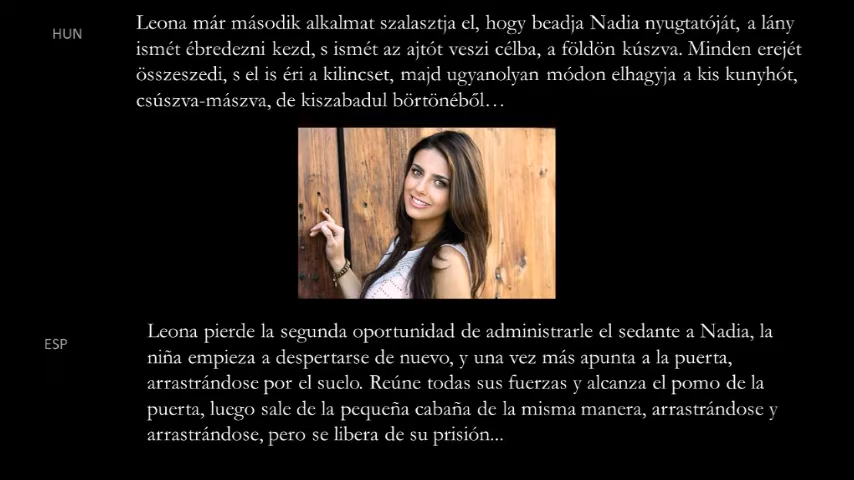 HUN
Leona már második alkalmat szalasztja el, hogy beadja Nadia nyugtatóját, a lány
ismét ébredezni kezd, s ismét az ajtót veszi célba, a földön kúszva. Minden erejét
összeszedi, s el is éri a kilincset, majd ugyanolyan módon elhagyja a kis kunyhót,
csúszva-mászva, de kiszabadul börtönéből…
ESP
Leona pierde la segunda oportunidad de administrarle el sedante a Nadia, la
niña empieza a despertarse de nuevo, y una vez más apunta a la puerta,
arrastrándose por el suelo. Reúne todas sus fuerzas y alcanza el pomo de la
puerta, luego sale de la pequeña cabaña de la misma manera, arrastrándose y
arrastrándose, pero se libera de su prisión...